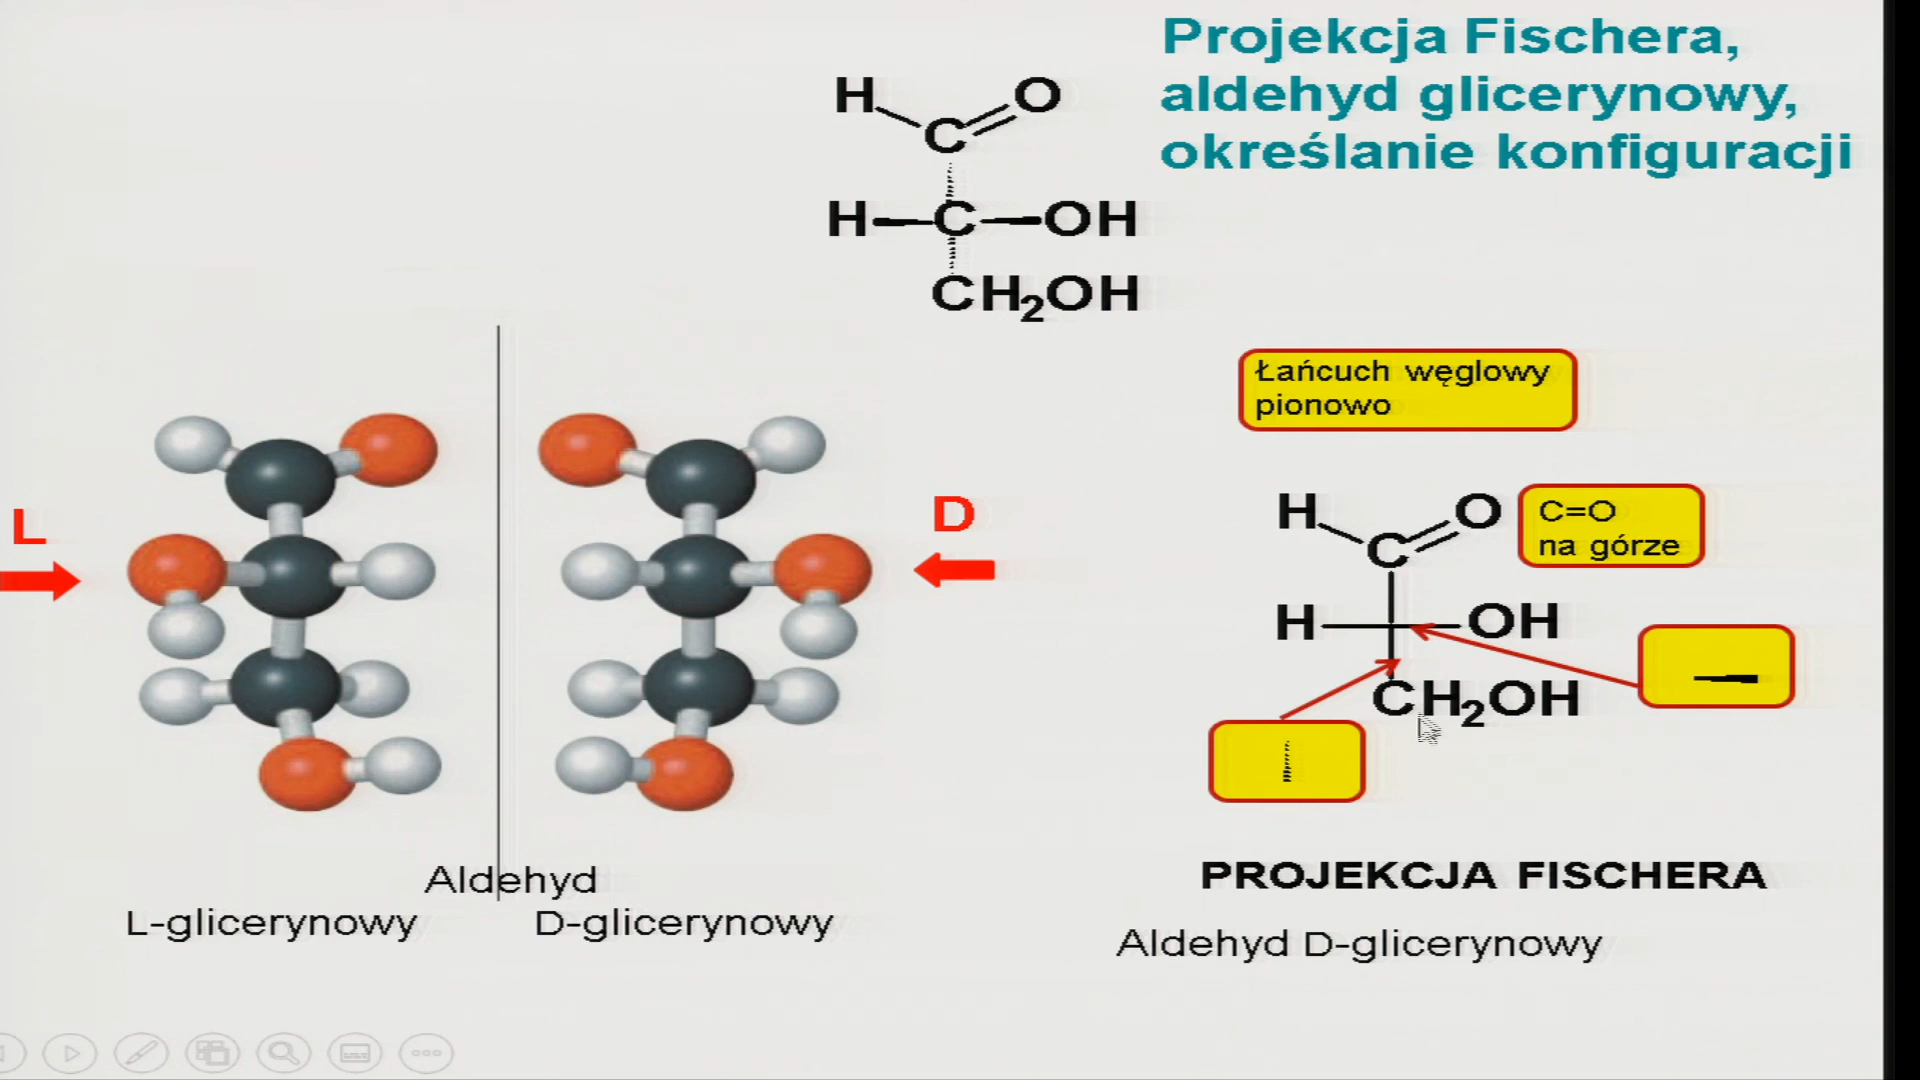 Projekcja Fischera,
aldehyd glicerynowy,
określanie konfiguracji
H O
C
H C OH
CH2OH
Łańcuch węglowy
pionowo
L
D
H O
C
C=O
na górze
H OH
CH2OH
Aldehyd
L-glicerynowy D-glicerynowy
PROJEKCJA FISCHERA
Aldehyd D-glicerynowy